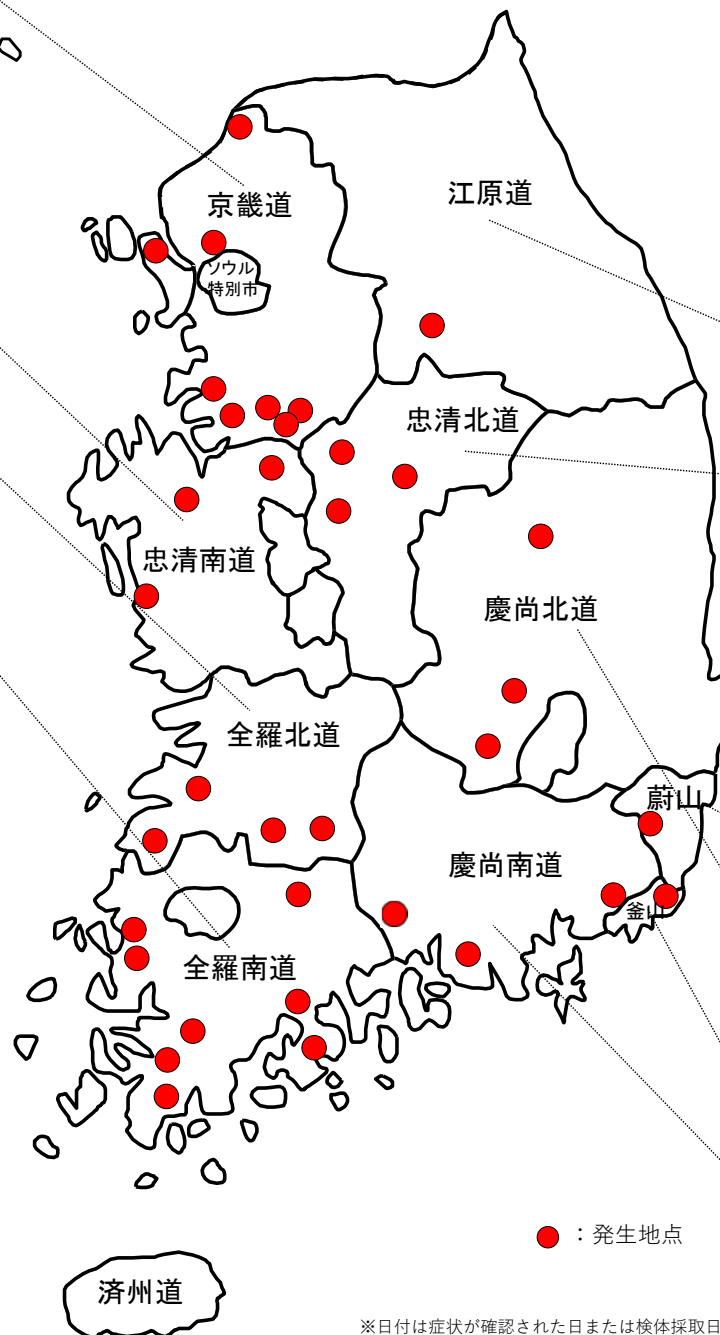 京畿道
江原道
ソウル
特別市
忠清北道
忠清南道
慶尚北道
全羅北道
蔚山
慶尚南道
釜山
全羅南道
：発生地点
済州道
※日付は症状が確認された日または検体採取日